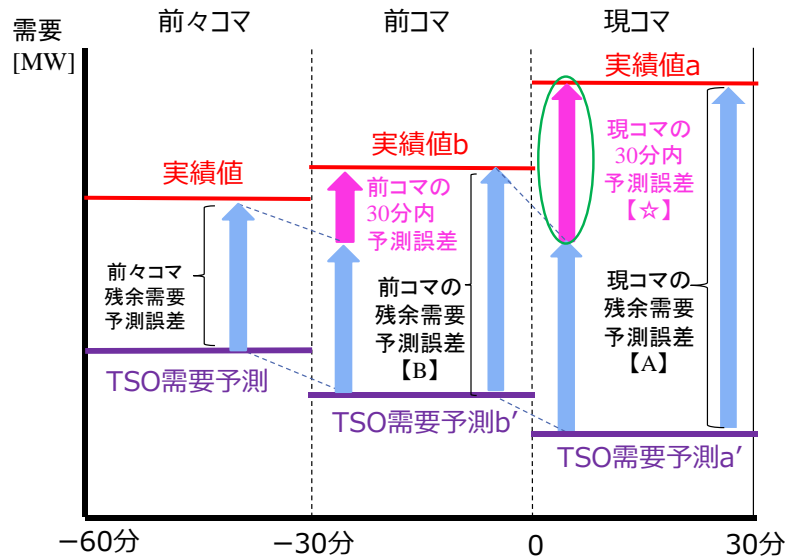 需要
[MW]
前々コマ
前コマ
現コマ
実績値
実績値b
実績値a
前々コマ
残余需要
予測誤差
前コマの
30分内
予測誤差
前コマの
残余需要
予測誤差
【B】
現コマの
30分内
予測誤差
【☆】
現コマの
残余需要
予測誤差
【A】
TSO需要予測
TSO需要予測b′
TSO需要予測a′
−60分
−30分
0
30分